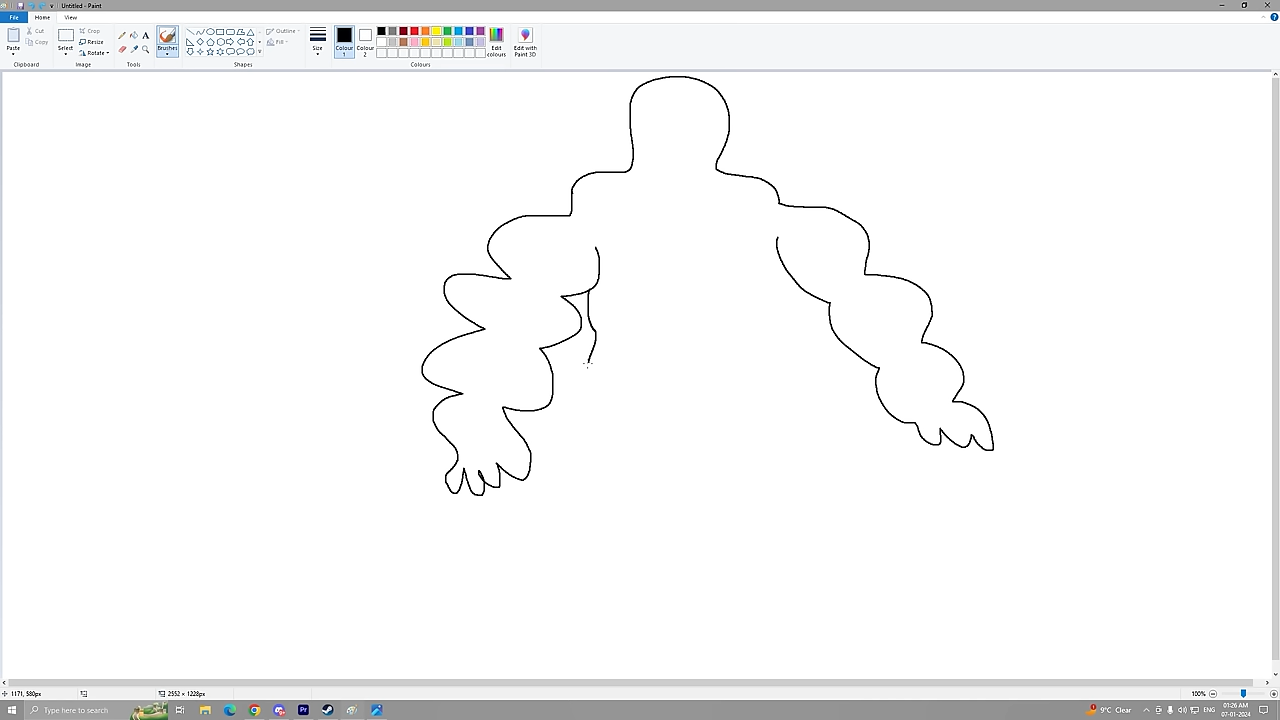 Untitled - Paint
File Home View
Paste
Cut
Copy
Clipboard
Select
Crop
Resize
Rotate
Image
A
Tools
Brushes
Outline
Fill
Shapes
Size
Colour 1
Colour 2
Edit colours
Colours
Edit with Paint 3D
1171, 580px
2552 × 1228px
100%
Type here to search
9°C Clear
ENG
01:26 AM
07-01-2024